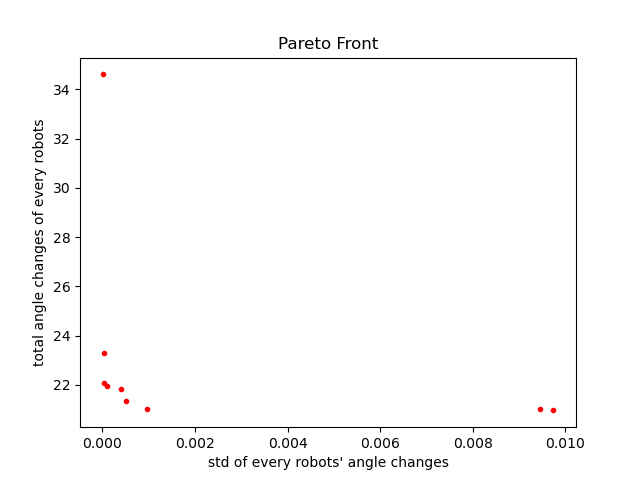 Pareto Front
total angle changes of every robots
34
32
30
28
26
24
22
0.000 0.002 0.004 0.006 0.008 0.010
std of every robots' angle changes